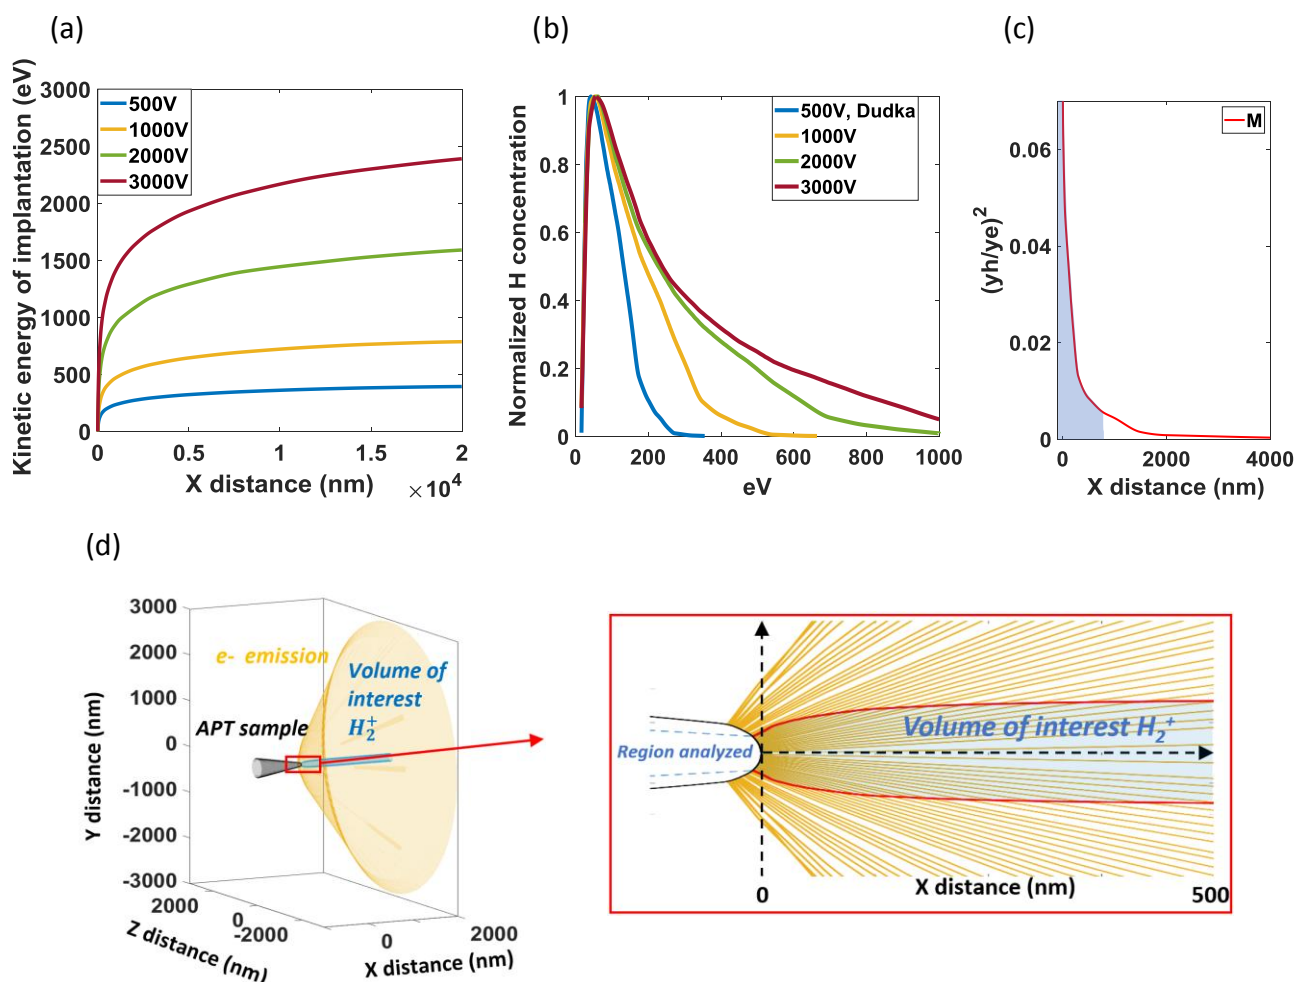 (a)
Kinetic energy of implantation (eV)
3000
2500
2000
1500
1000
500
0
500V
1000V
2000V
3000V
0
0.5
1
1.5
2
X distance (nm)
×10^4
(b)
Normalized H concentration
1
0.8
0.6
0.4
0.2
0
500V, Dudka
1000V
2000V
3000V
0
200
400
600
800
1000
eV
(c)
(yh/ye)^2
0.06
0.04
0.02
0
M
0
2000
4000
X distance (nm)
(d)
Y distance (nm)
3000
2000
1000
0
-1000
-2000
-3000
e- emission
Volume of
interest
H_2^+
APT sample
2000
0
-2000
Z distance (nm)
0
2000
X distance (nm)
Region analyzed
Volume of interest H_2^+
0
X distance (nm)
500